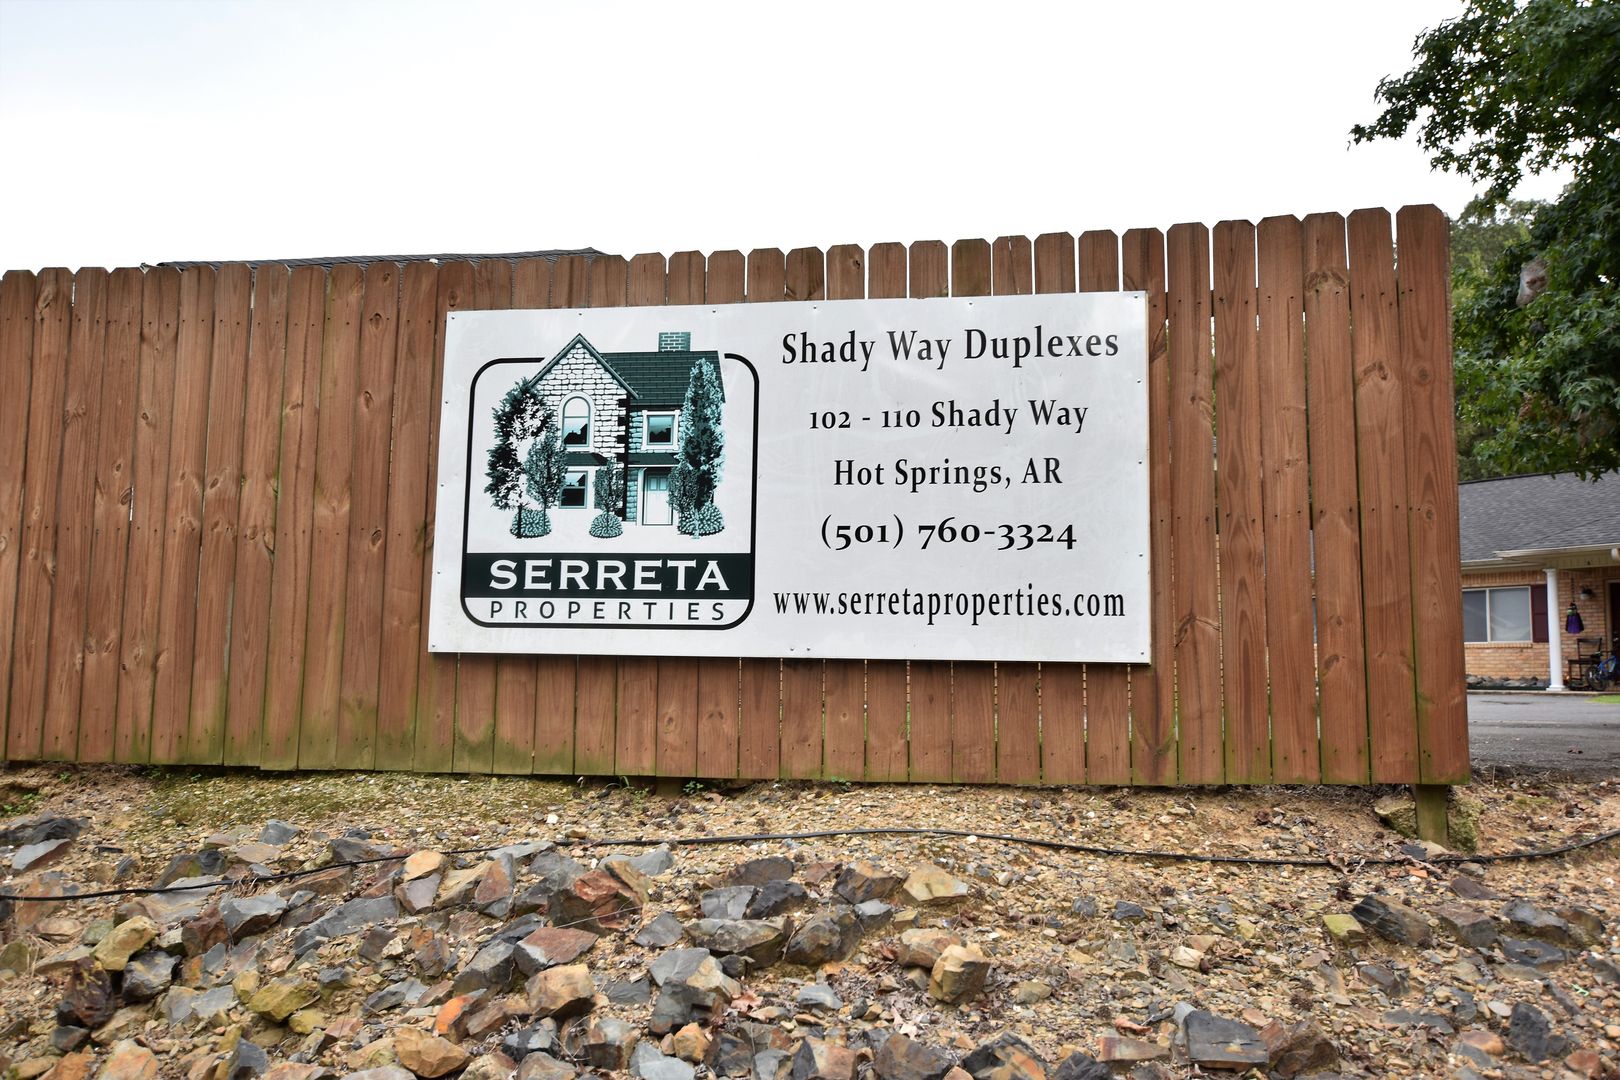 SERRETA
PROPERTIES
Shady Way Duplexes
102 - 110 Shady Way
Hot Springs, AR
(501) 760-3324
www.serretaproperties.com